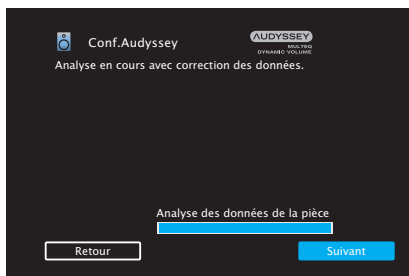 Conf.Audyssey
AUDYSSEY
MULTEQ
DYNAMIC VOLUME
Analyse en cours avec correction des données.
Analyse des données de la pièce
Retour
Suivant